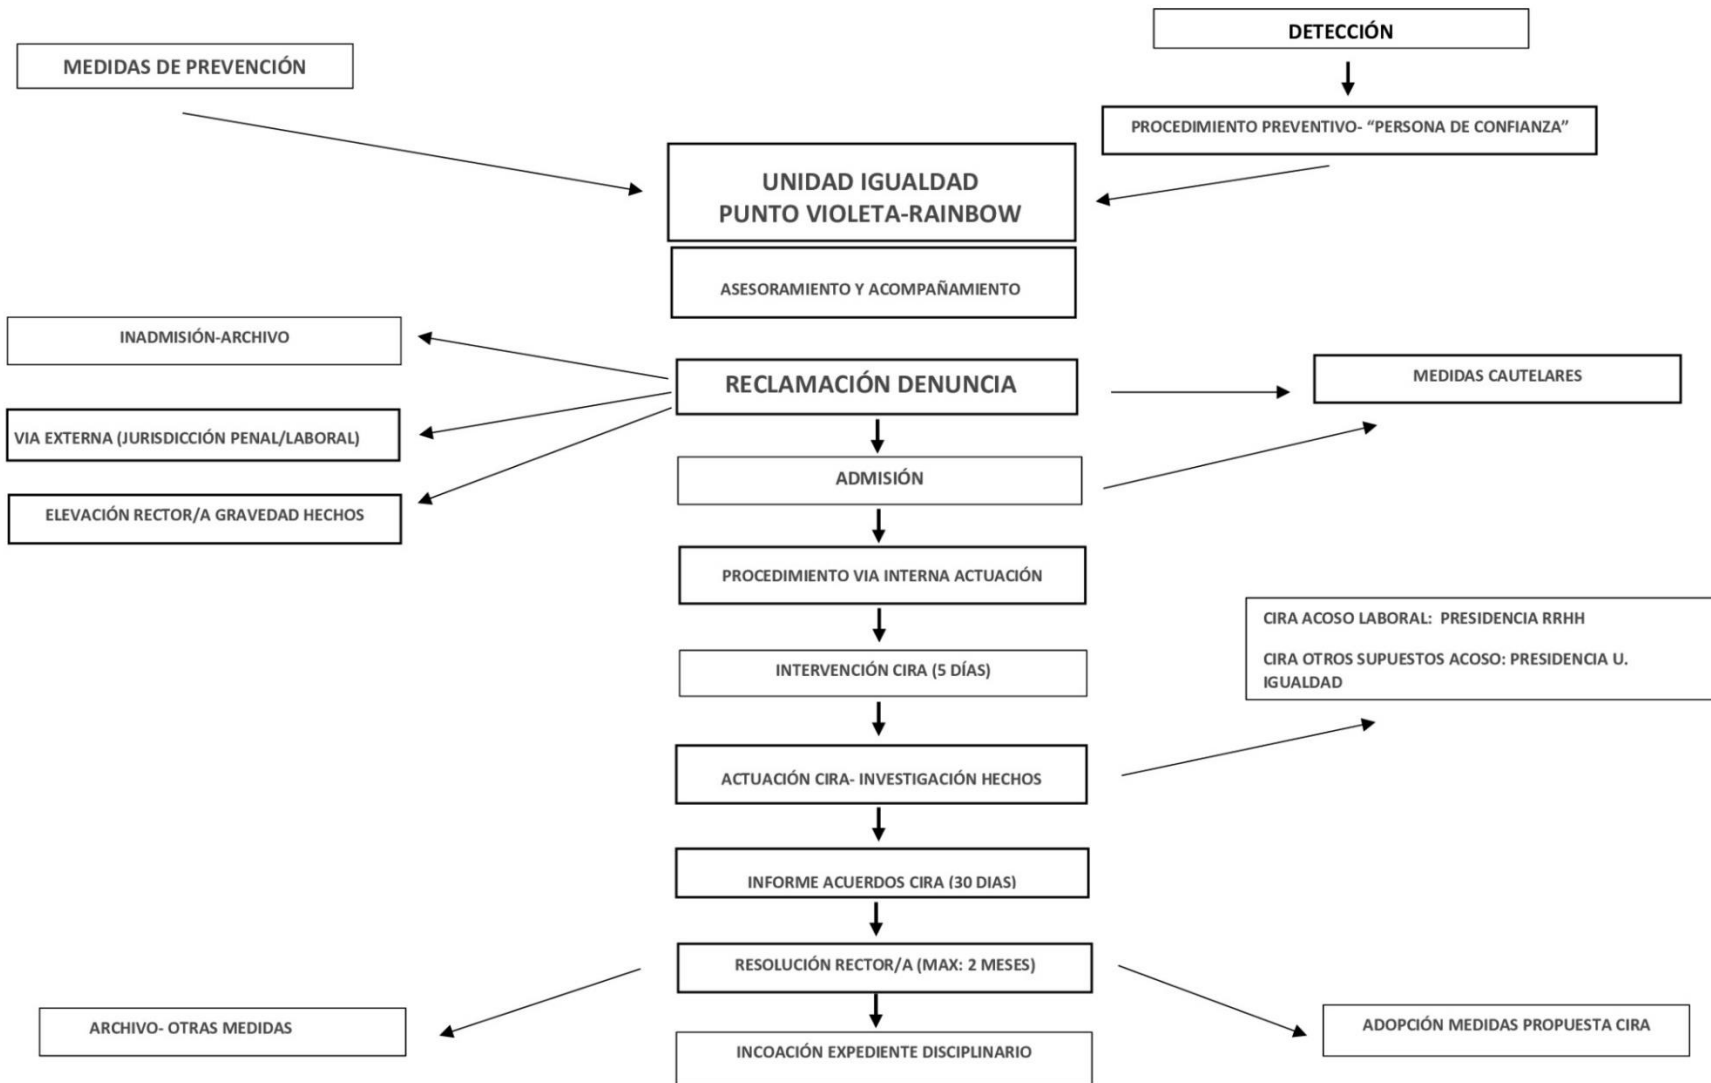 DETECCIÓN
MEDIDAS DE PREVENCIÓN
PROCEDIMIENTO PREVENTIVO- “PERSONA DE CONFIANZA”
UNIDAD IGUALDAD
PUNTO VIOLETA-RAINBOW
ASESORAMIENTO Y ACOMPAÑAMIENTO
INADMISIÓN-ARCHIVO
RECLAMACIÓN DENUNCIA
MEDIDAS CAUTELARES
VIA EXTERNA (JURISDICCIÓN PENAL/LABORAL)
ADMISIÓN
ELEVACIÓN RECTOR/A GRAVEDAD HECHOS
PROCEDIMIENTO VIA INTERNA ACTUACIÓN
CIRA ACOSO LABORAL: PRESIDENCIA RRHH
CIRA OTROS SUPUESTOS ACOSO: PRESIDENCIA U.
IGUALDAD
INTERVENCIÓN CIRA (5 DÍAS)
ACTUACIÓN CIRA- INVESTIGACIÓN HECHOS
INFORME ACUERDOS CIRA (30 DIAS)
RESOLUCIÓN RECTOR/A (MAX: 2 MESES)
ARCHIVO- OTRAS MEDIDAS
ADOPCIÓN MEDIDAS PROPUESTA CIRA
INCOACIÓN EXPEDIENTE DISCIPLINARIO